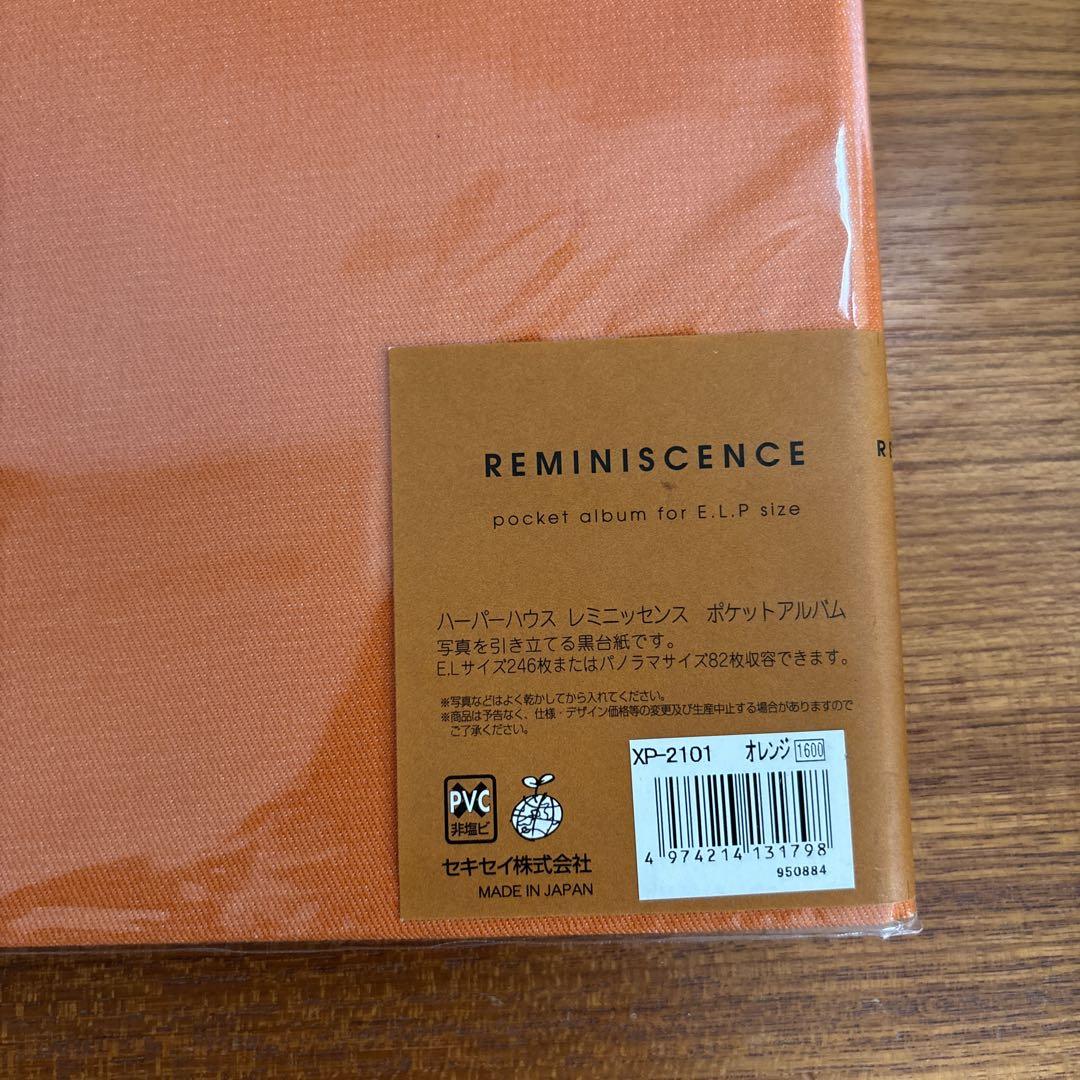 REMINISCENCE
pocket album for E.L.P size
ハーパーハウス レミニッセンス ポケットアルバム
写真を引き立てる黒台紙です。
E.Lサイズ246枚またはパノラマサイズ82枚収容できます。
※写真などはよく乾かしてから入れてください。
※商品は予告なく、仕様・デザイン価格等の変更及び生産中止する場合がありますので
ご了承ください。
XP-2101 オレンジ 1600
4 974214 131798
950884
PVC
非塩ビ
セキセイ株式会社
MADE IN JAPAN